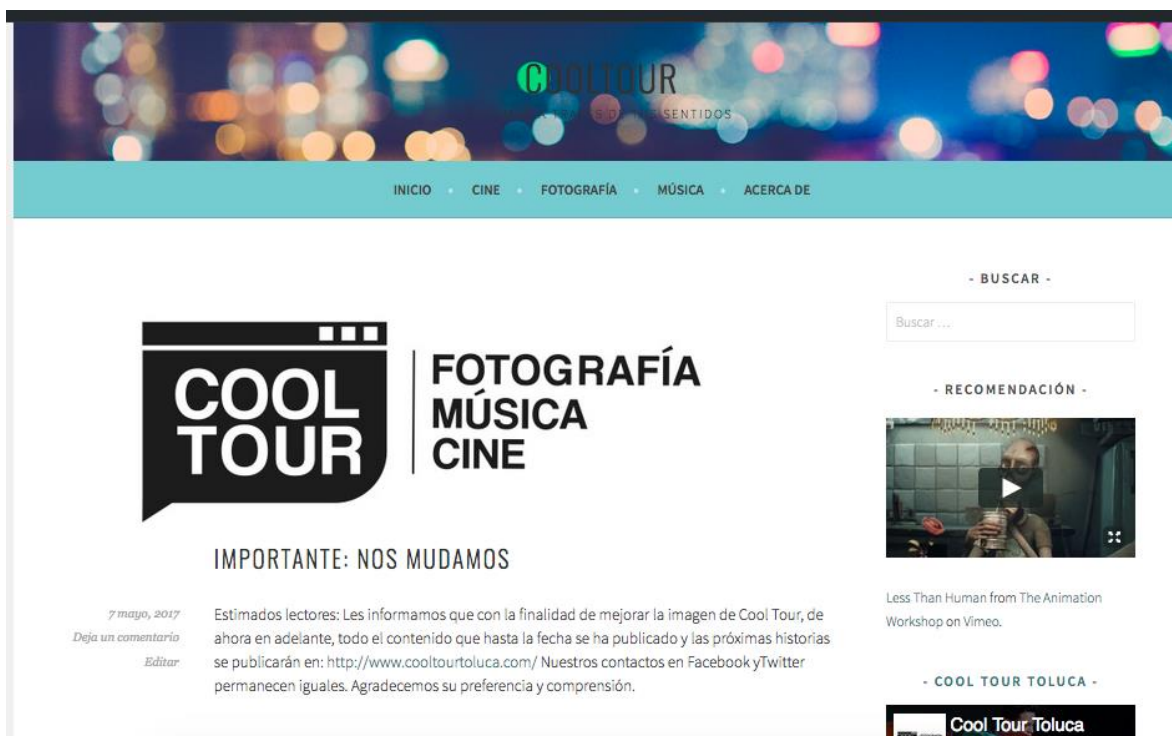 COOLTOUR
SENTIDOS
INICIO CINE FOTOGRAFÍA MÚSICA ACERCA DE
COOL
TOUR
FOTOGRAFÍA
MÚSICA
CINE
IMPORTANTE: NOS MUDAMOS
7 mayo, 2017
Deja un comentario
Editar
Estimados lectores: Les informamos que con la finalidad de mejorar la imagen de Cool Tour, de
ahora en adelante, todo el contenido que hasta la fecha se ha publicado y las próximas historias
se publicarán en: http://www.cooltourtoluca.com/ Nuestros contactos en Facebook yTwitter
permanecen iguales. Agradecemos su preferencia y comprensión.
- BUSCAR -
Buscar ...
- RECOMENDACIÓN -
Less Than Human from The Animation
Workshop on Vimeo.
- COOL TOUR TOLUCA -
Cool Tour Toluca